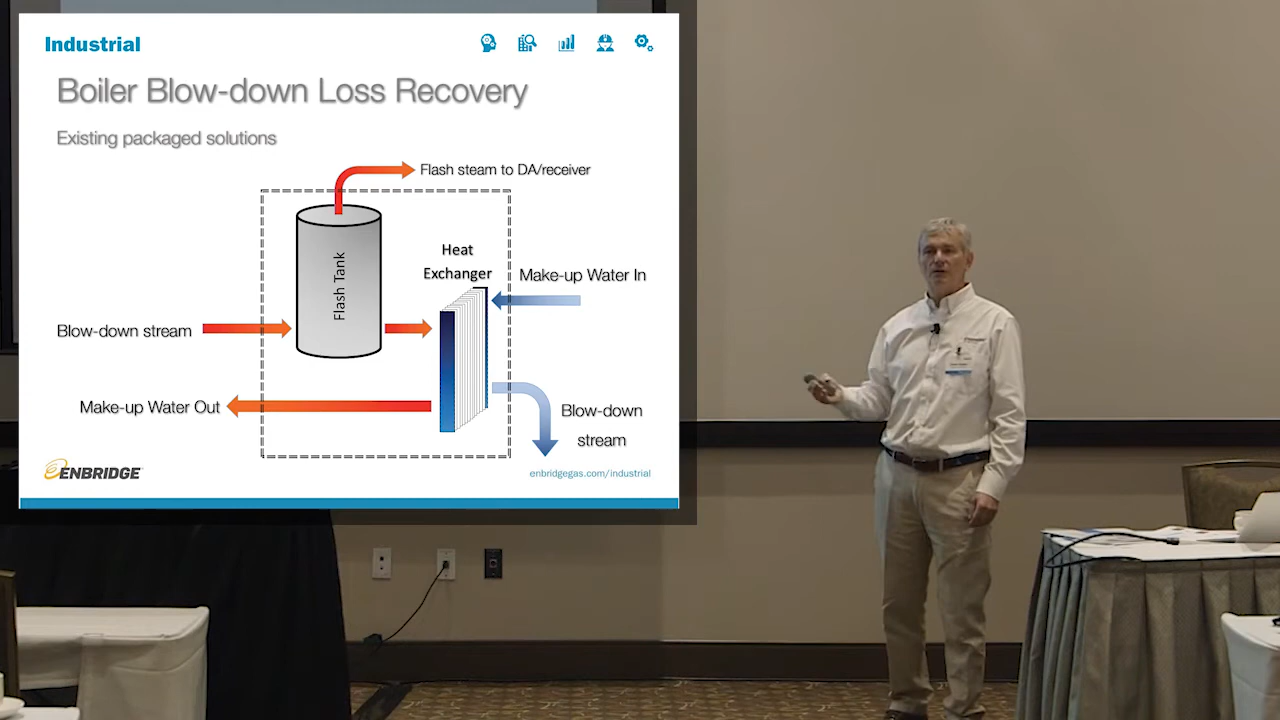 Industrial
Boiler Blow-down Loss Recovery
Existing packaged solutions
Flash steam to DA/receiver
Flash Tank
Heat
Exchanger
Make-up Water In
Blow-down stream
Make-up Water Out
Blow-down
stream
ENBRIDGE
enbridgegas.com/industrial